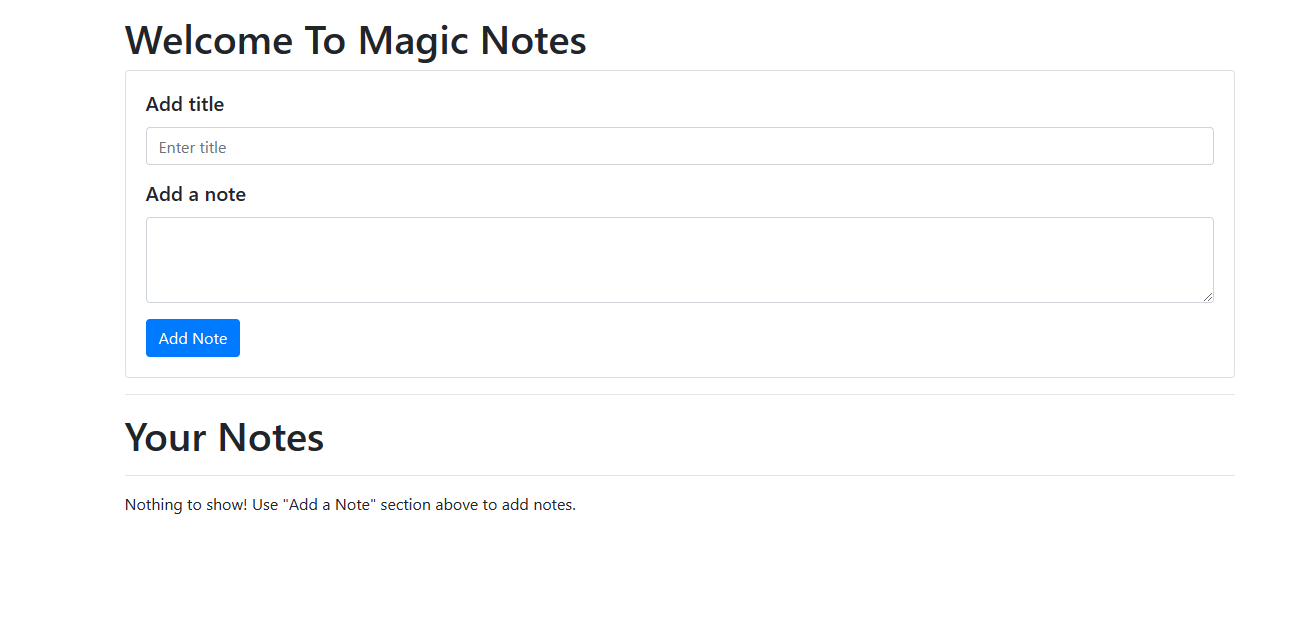 Welcome To Magic Notes
Add title
Enter title
Add a note
Add Note
Your Notes
Nothing to show! Use "Add a Note" section above to add notes.